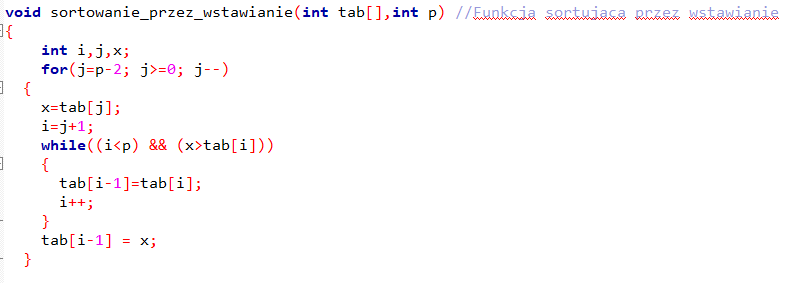 void sortowanie_przez_wstawianie(int tab[],int p) //Funkcja sortujaca przez wstawianie
{
int i,j,x;
for(j=p-2; j>=0; j--)
{
x=tab[j];
i=j+1;
while((i<p) && (x>tab[i]))
{
tab[i-1]=tab[i];
i++;
}
tab[i-1] = x;
}